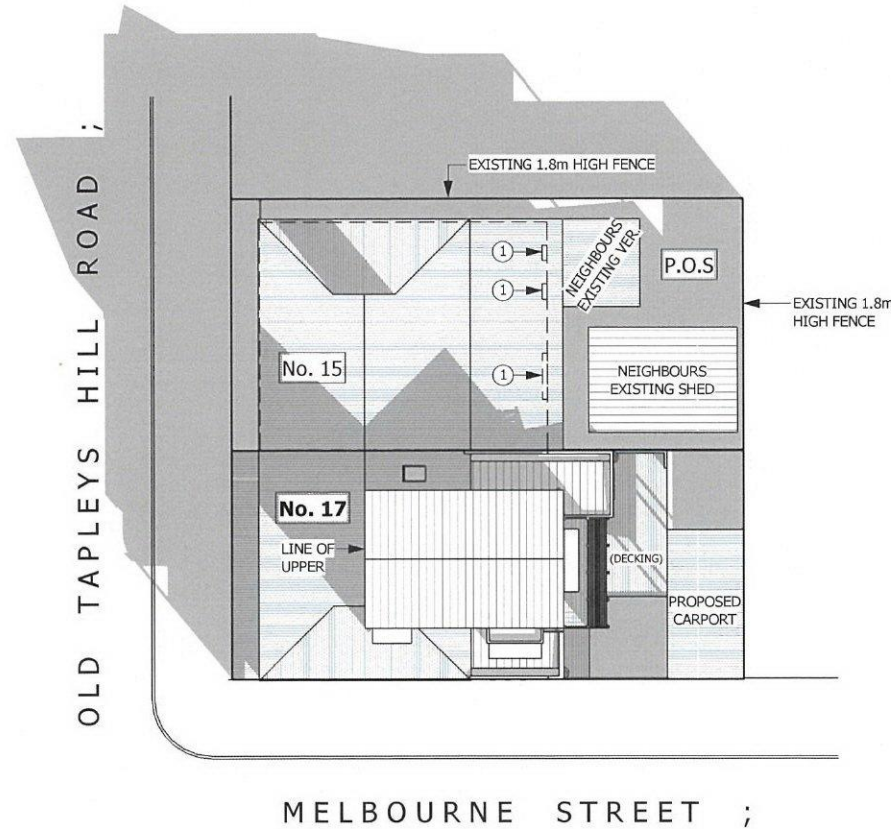 EXISTING 1.8m HIGH FENCE
OLD TAPLEYS HILL ROAD ;
1
NEIGHBOURS
EXISTING VER.
P.O.S
1
EXISTING 1.8m
HIGH FENCE
No. 15
1
NEIGHBOURS
EXISTING SHED
No. 17
LINE OF
UPPER
(DECKING)
PROPOSED
CARPORT
MELBOURNE STREET ;